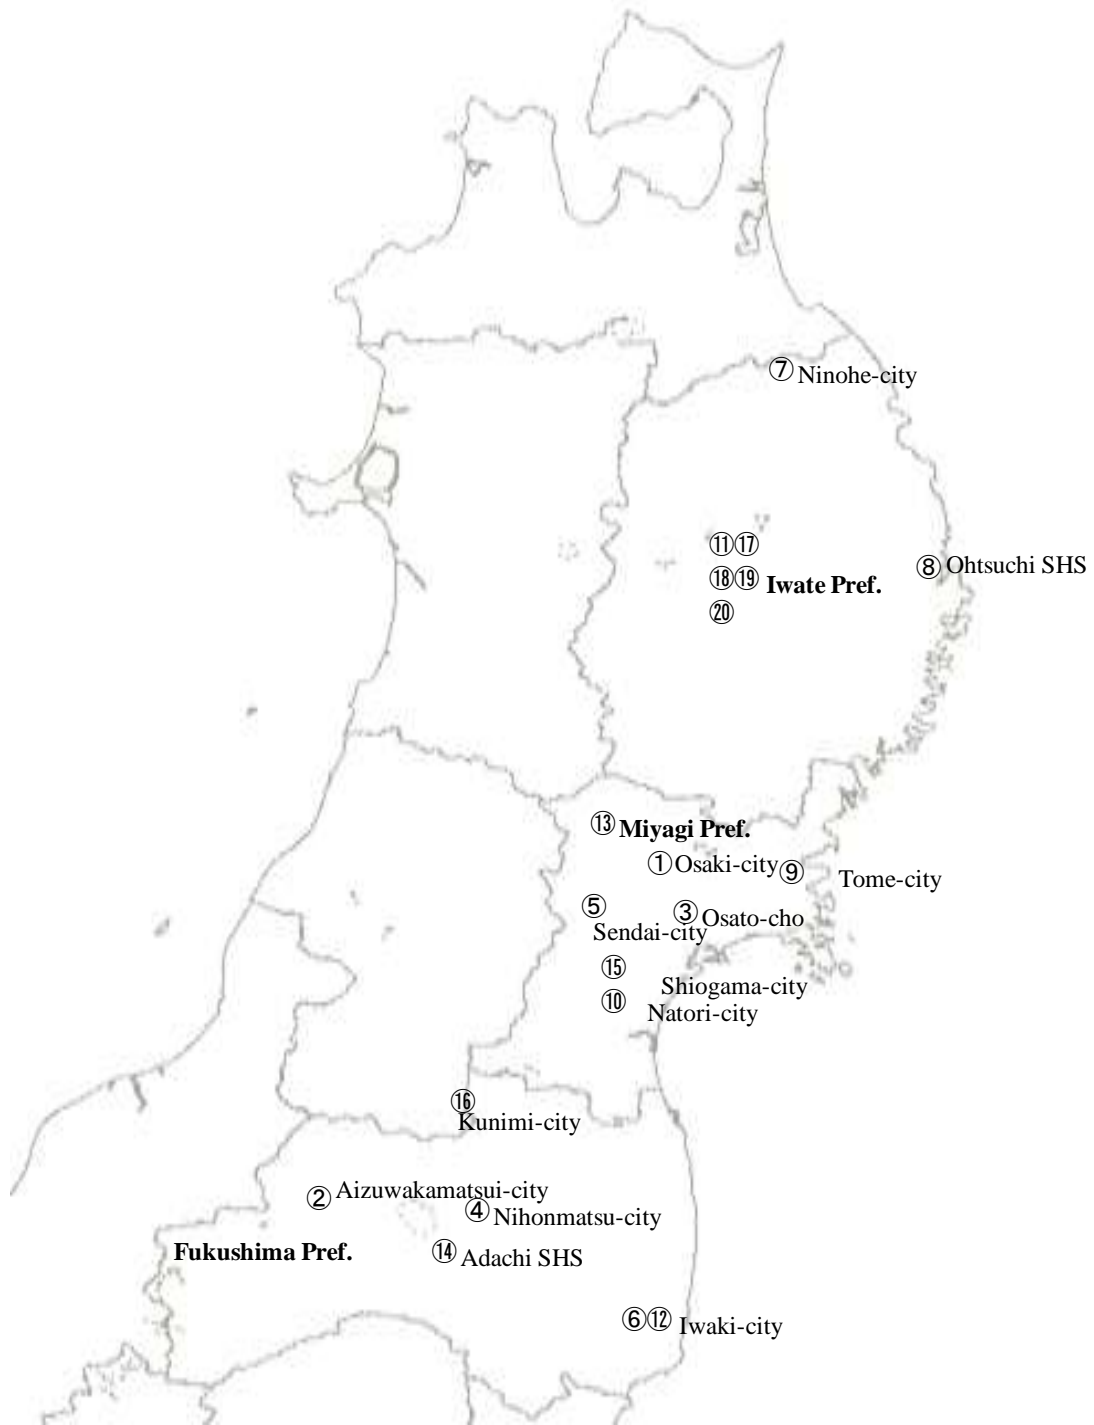 ⑦ Ninohe-city
⑪⑰
⑧ Ohtsuchi SHS
⑱⑲ Iwate Pref.
⑳
⑬ Miyagi Pref.
① Osaki-city
⑨ Tome-city
⑤
③ Osato-cho
Sendai-city
⑮
Shiogama-city
⑩
Natori-city
⑯
Kunimi-city
② Aizuwakamatsui-city
④ Nihonmatsu-city
Fukushima Pref.
⑭ Adachi SHS
⑥⑫ Iwaki-city